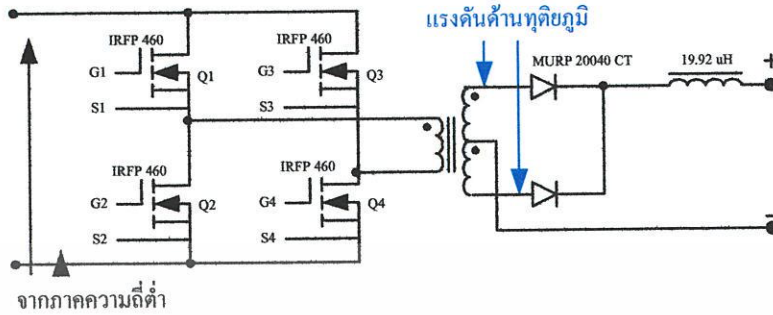 แรงดันด้านทุติยภูมิ
IRFP 460
IRFP 460
MURP 20040 CT
19.92 uH
G1
Q1
G3
Q3
+
S1
S3
IRFP 460
IRFP 460
G2
Q2
G4
Q4
S2
S4
-
จากภาคความถี่ต่ำ